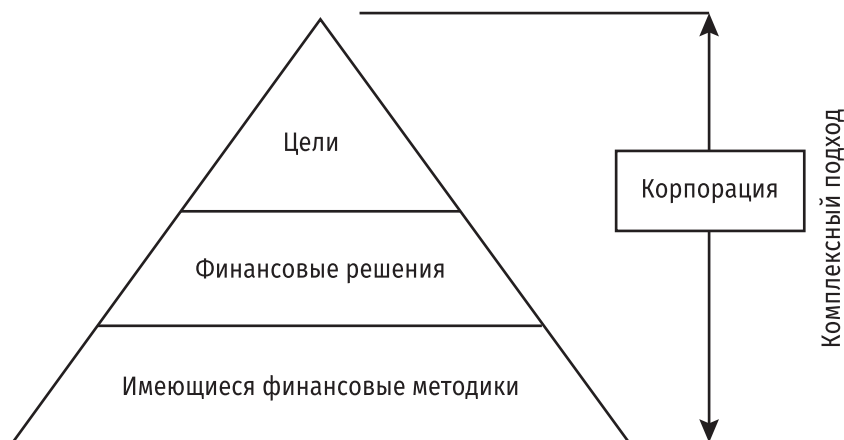 Цели
Корпорация
Финансовые решения
Имеющиеся финансовые методики
Комплексный подход